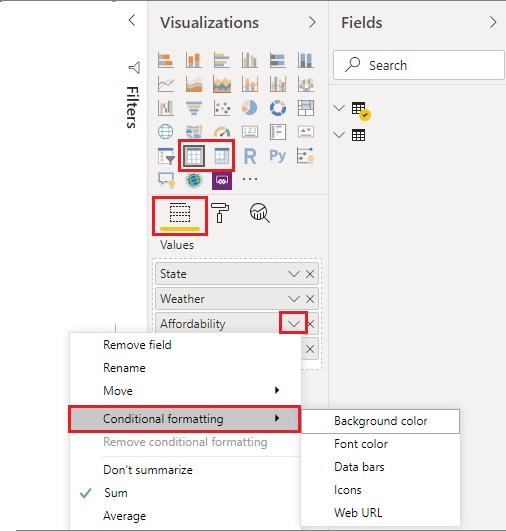 Visualizations
Fields
Filters
Search
123
R
Py
Values
State
Weather
Affordability
Remove field
Rename
Move
Conditional formatting
Remove conditional formatting
Don't summarize
Sum
Average
Background color
Font color
Data bars
Icons
Web URL